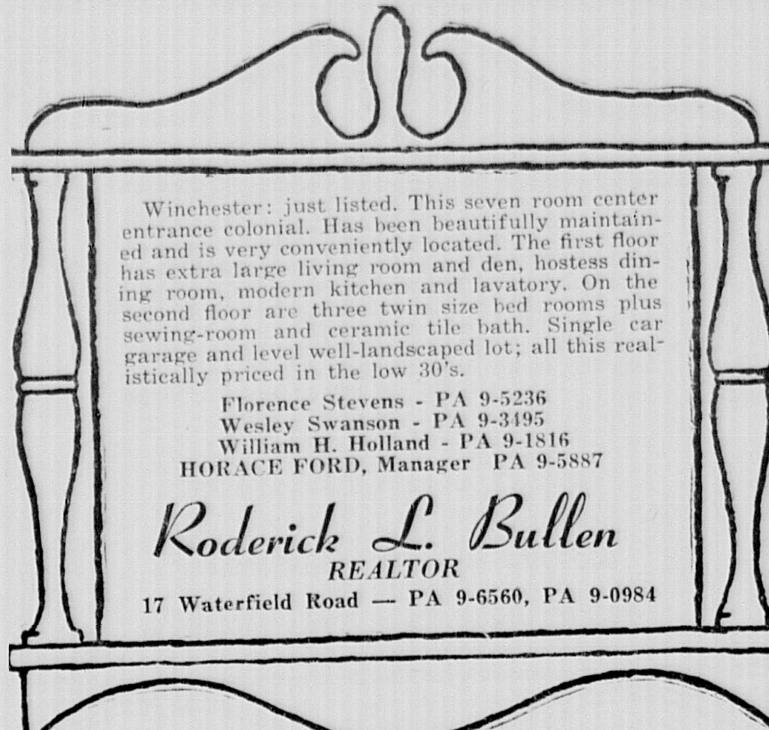 Winchester: just listed. This seven room center
entrance colonial. Has been beautifully maintain-
ed and is very conveniently located. The first floor
has extra large living room and den, hostess din-
ing room, modern kitchen and lavatory. On the
second floor are three twin size bed rooms plus
sewing-room and ceramic tile bath. Single car
garage and level well-landscaped lot; all this real-
istically priced in the low 30's.
Florence Stevens - PA 9-5236
Wesley Swanson - PA 9-3495
William H. Holland - PA 9-1816
HORACE FORD, Manager PA 9-5887
Roderick L. Bullen
REALTOR
17 Waterfield Road — PA 9-6560, PA 9-0984